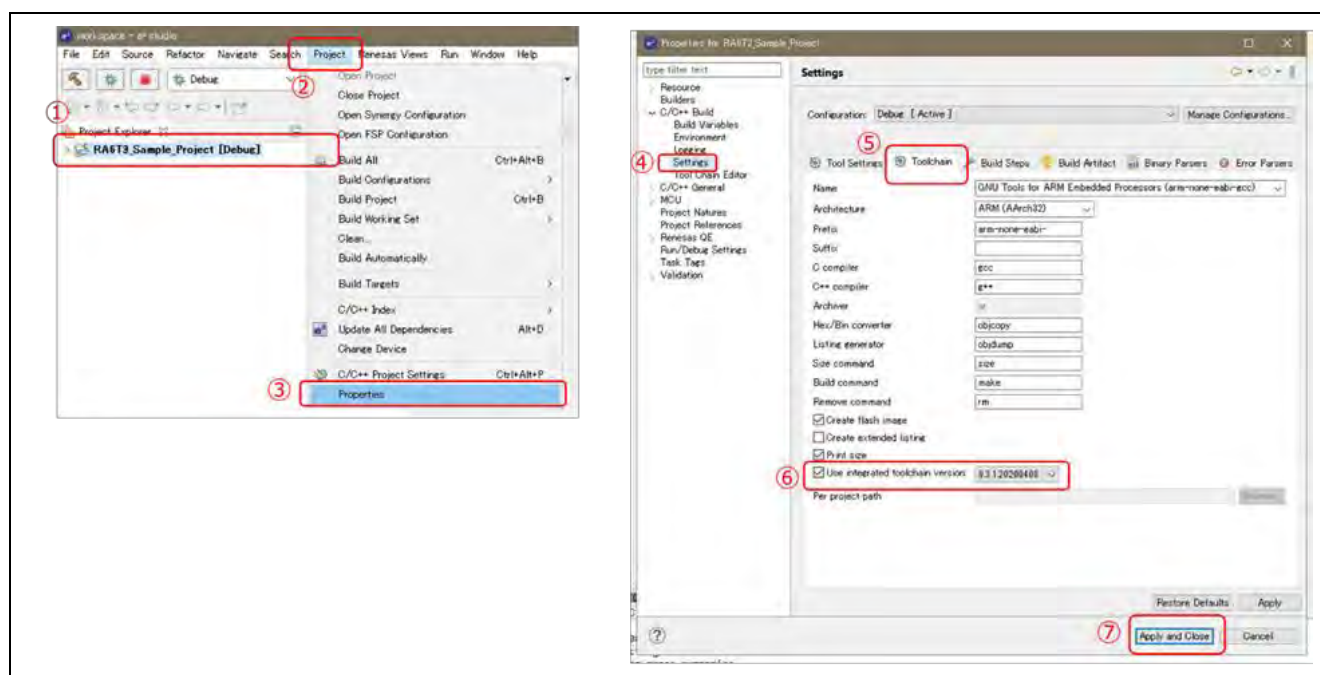 workspace - e² studio
File Edit Source Refactor Navigate Search Project Renesas Views Run Window Help
② Open Project
Debug
Close Project
①
Open Synergy Configuration
Project Explorer
Open FSP Configuration
RA6T3_Sample_Project [Debug]
Build All Ctrl+Alt+B
Build Configurations
Build Project Ctrl+B
Build Working Set
Clean...
Build Automatically
Build Targets
C/C++ Index
Update All Dependencies Alt+D
Change Device
C/C++ Project Settings Ctrl+Alt+P
③ Properties
Properties for RA6T2_Sample_Project
type filter text
Resource
Builders
C/C++ Build
Build Variables
Environment
Logging
④ Settings
Tool Chain Editor
C/C++ General
MCU
Project Natures
Project References
Renesas QE
Run/Debug Settings
Task Tags
Validation
Settings
Configuration: Debug [ Active ] Manage Configurations...
⑤
Tool Settings Toolchain Build Steps Build Artifact Binary Parsers Error Parsers
Name GNU Tools for ARM Embedded Processors (arm-none-eabi-gcc)
Architecture ARM (AArch32)
Prefix arm-none-eabi-
Suffix
C compiler gcc
C++ compiler g++
Archiver ar
Hex/Bin converter objcopy
Listing generator objdump
Size command size
Build command make
Remove command rm
Create flash image
Create extended listing
Print size
⑥ Use integrated toolchain version: 9.3.1.20200408
Per project path
Restore Defaults Apply
⑦ Apply and Close Cancel